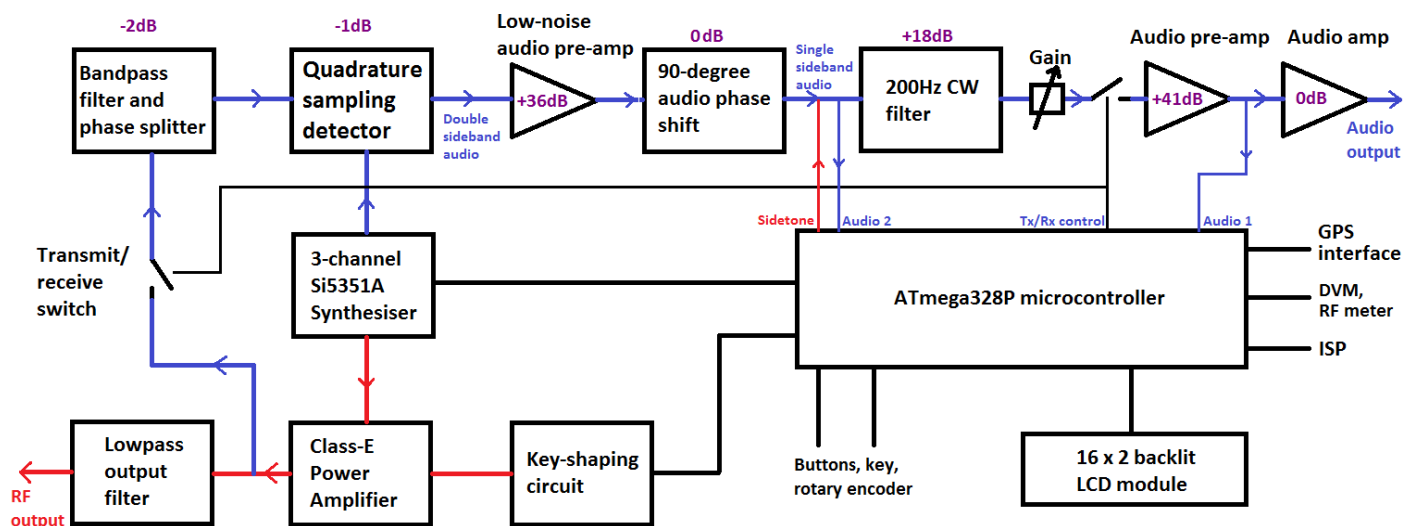 -2dB
-1dB
Low-noise
audio pre-amp
0dB
+18dB
Audio pre-amp
Audio amp
Bandpass
filter and
phase splitter
Quadrature
sampling
detector
Double
sideband
audio
+36dB
90-degree
audio phase
shift
Single
sideband
audio
200Hz CW
filter
Gain
+41dB
0dB
Audio
output
Transmit/
receive
switch
3-channel
Si5351A
Synthesiser
Sidetone
Audio 2
Tx/Rx control
Audio 1
ATmega328P microcontroller
GPS
interface
DVM,
RF meter
ISP
RF
output
Lowpass
output
filter
Class-E
Power
Amplifier
Key-shaping
circuit
Buttons, key,
rotary encoder
16 x 2 backlit
LCD module